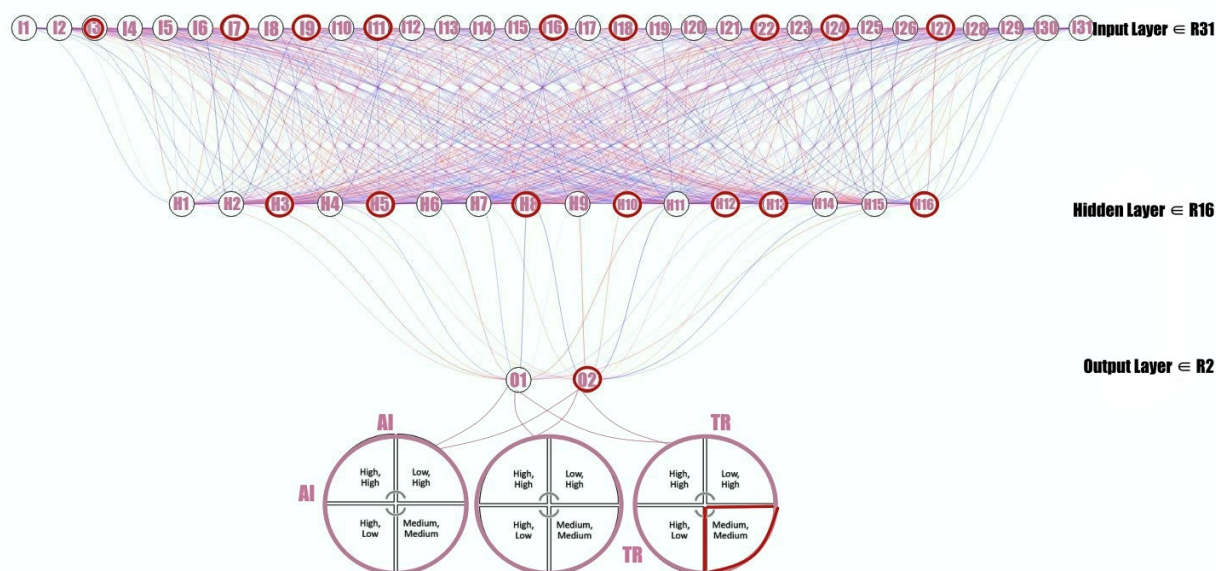 I1 I2 I3 I4 I5 I6 I7 I8 I9 I10 I11 I12 I13 I14 I15 I16 I17 I18 I19 I20 I21 I22 I23 I24 I25 I26 I27 I28 I29 I30 I31 Input Layer ∈ R31
H1 H2 H3 H4 H5 H6 H7 H8 H9 H10 H11 H12 H13 H14 H15 H16 Hidden Layer ∈ R16
Output Layer ∈ R2
O1 O2
AI TR
High, Low, High, Low, High, Low,
High High High High High High
AI
High, Medium, High, Medium, High, Medium,
Low Medium Low Medium Low Medium
TR